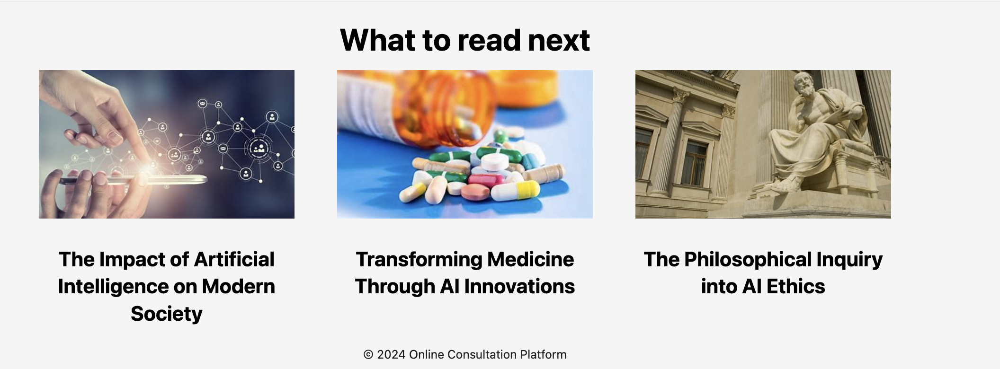 What to read next
The Impact of Artificial
Intelligence on Modern
Society
Transforming Medicine
Through AI Innovations
The Philosophical Inquiry
into AI Ethics
© 2024 Online Consultation Platform